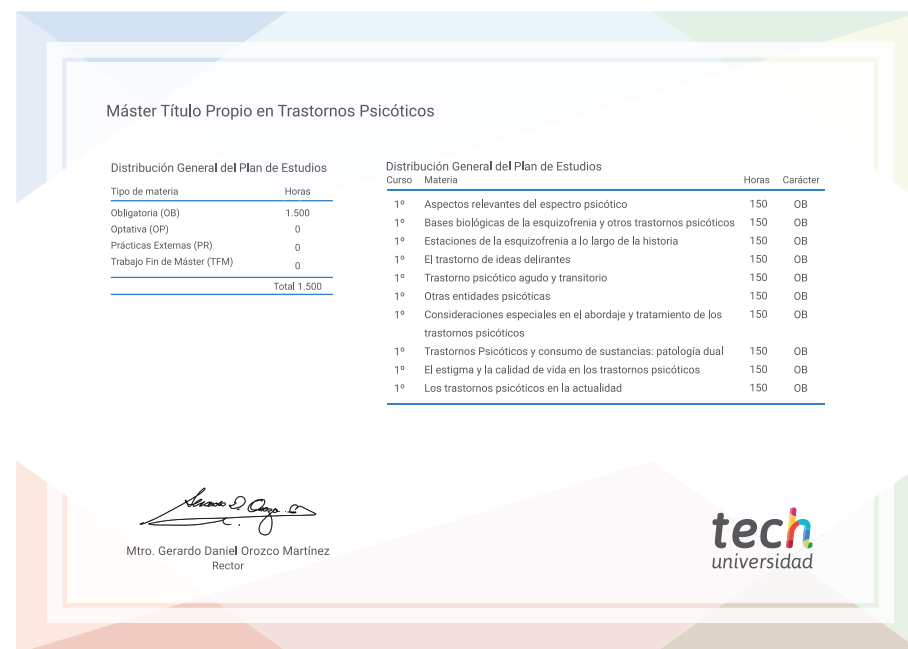 Máster Título Propio en Trastornos Psicóticos
Distribución General del Plan de Estudios
Tipo de materia Horas
Obligatoria (OB) 1.500
Optativa (OP) 0
Prácticas Externas (PR) 0
Trabajo Fin de Máster (TFM) 0
Total 1.500
Distribución General del Plan de Estudios
Curso Materia Horas Carácter
1º Aspectos relevantes del espectro psicótico 150 OB
1º Bases biológicas de la esquizofrenia y otros trastornos psicóticos 150 OB
1º Estaciones de la esquizofrenia a lo largo de la historia 150 OB
1º El trastorno de ideas delirantes 150 OB
1º Trastorno psicótico agudo y transitorio 150 OB
1º Otras entidades psicóticas 150 OB
1º Consideraciones especiales en el abordaje y tratamiento de los 150 OB
trastornos psicóticos
1º Trastornos Psicóticos y consumo de sustancias: patología dual 150 OB
1º El estigma y la calidad de vida en los trastornos psicóticos 150 OB
1º Los trastornos psicóticos en la actualidad 150 OB
Mtro. Gerardo Daniel Orozco Martínez
Rector
tech
universidad